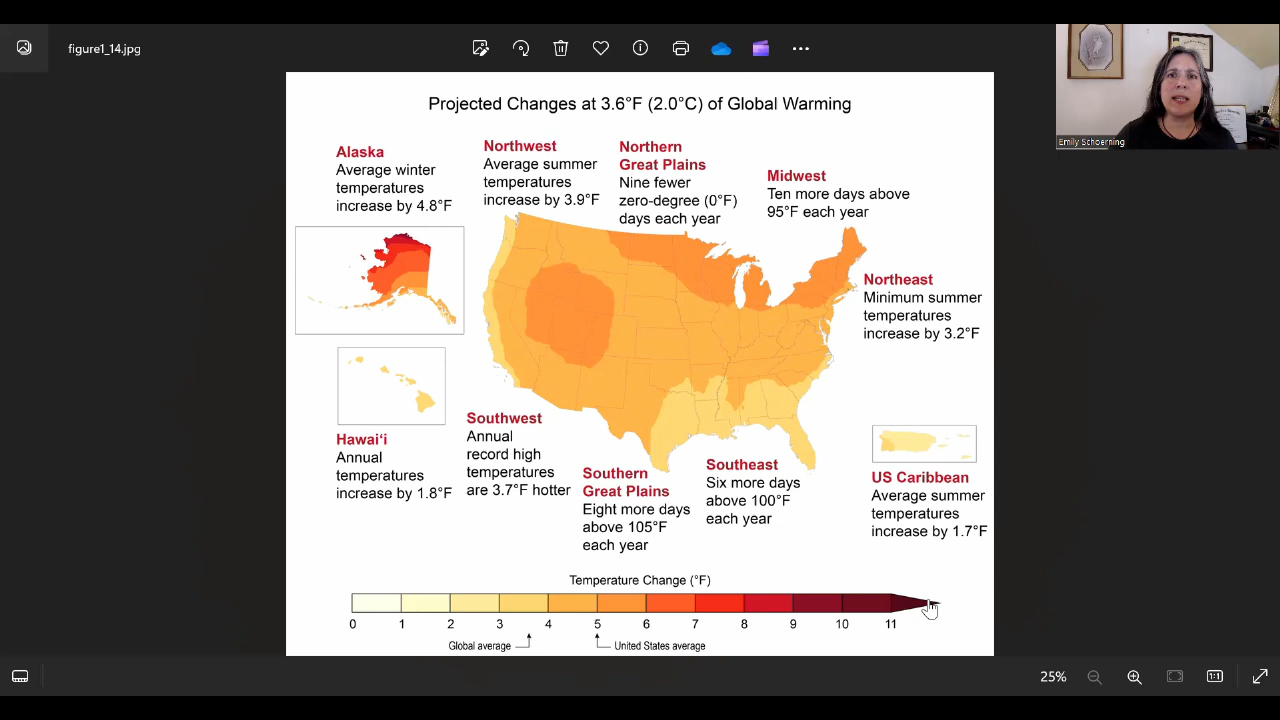 figure1_14.jpg
Emily Schoerning
Projected Changes at 3.6°F (2.0°C) of Global Warming
Alaska
Average winter
temperatures
increase by 4.8°F
Northwest
Average summer
temperatures
increase by 3.9°F
Northern
Great Plains
Nine fewer
zero-degree (0°F)
days each year
Midwest
Ten more days above
95°F each year
Northeast
Minimum summer
temperatures
increase by 3.2°F
Hawaiʻi
Annual
temperatures
increase by 1.8°F
Southwest
Annual
record high
temperatures
are 3.7°F hotter
Southern
Great Plains
Eight more days
above 105°F
each year
Southeast
Six more days
above 100°F
each year
US Caribbean
Average summer
temperatures
increase by 1.7°F
Temperature Change (°F)
0 1 2 3 4 5 6 7 8 9 10 11
Global average
United States average
25%
1:1